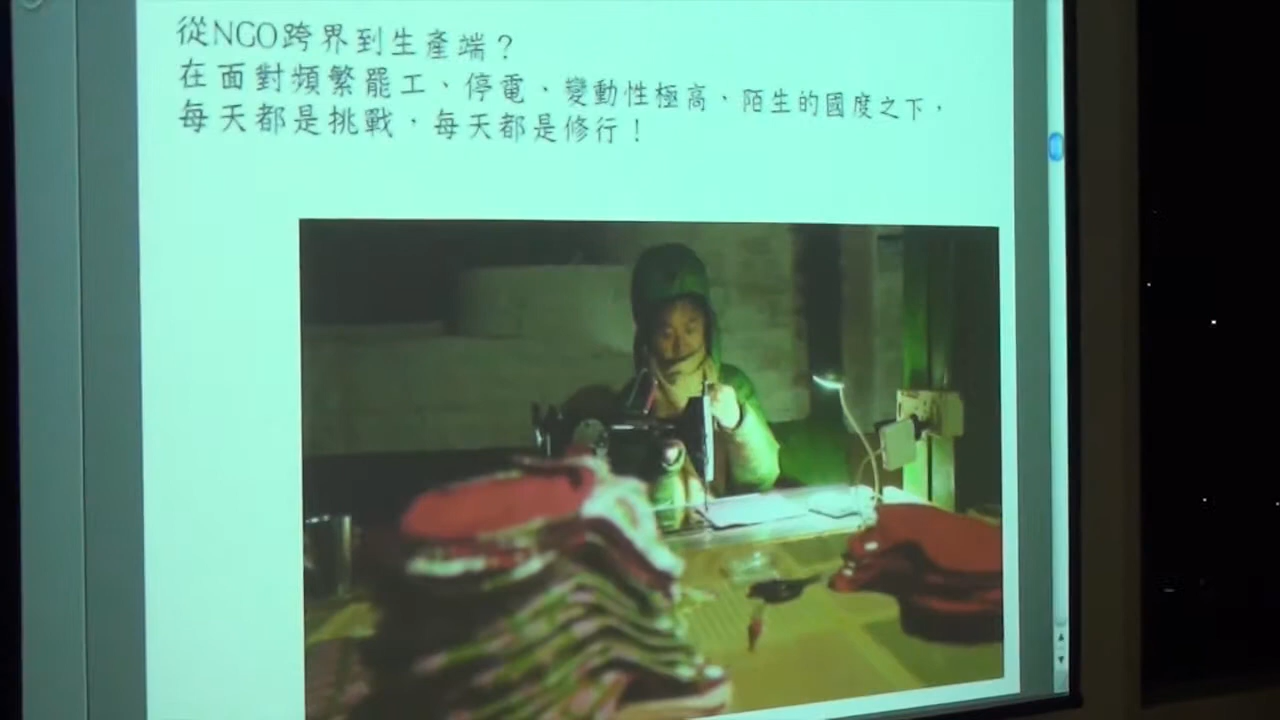 從NGO跨界到生產端？
在面對頻繁罷工、停電、變動性極高、陌生的國度之下，
每天都是挑戰，每天都是修行！